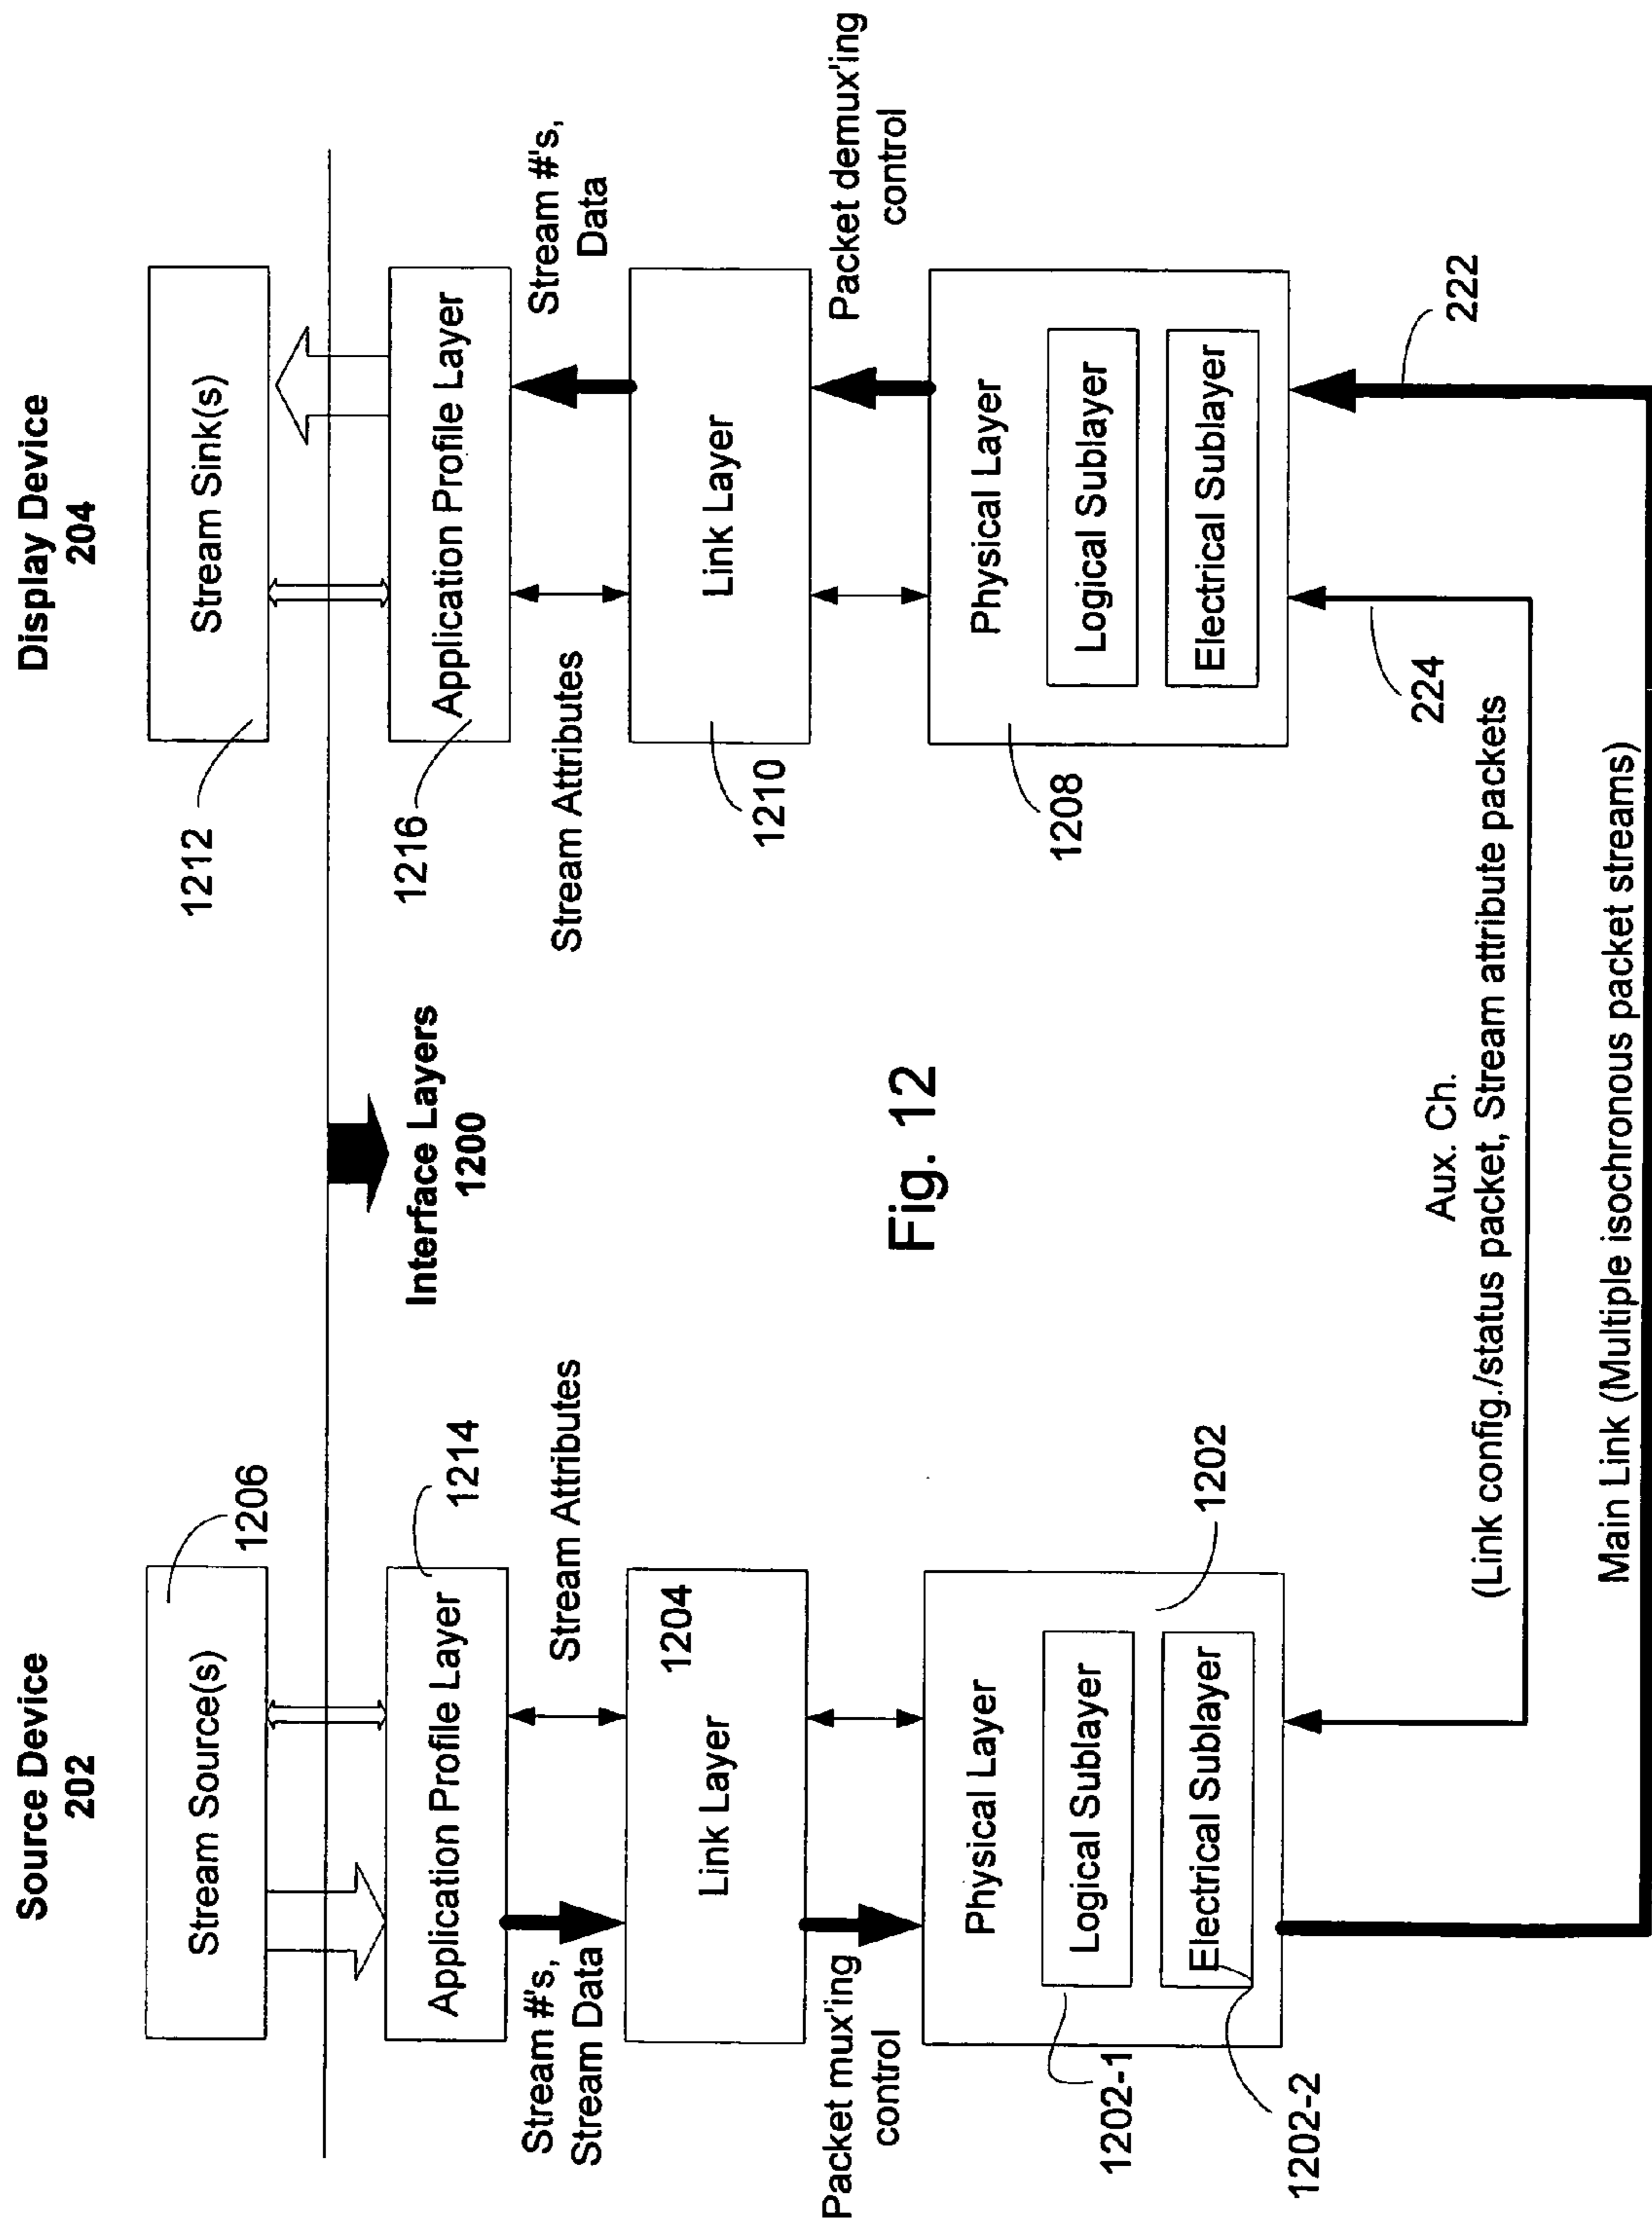 Source Device
202
Display Device
204
Stream Source(s)
1206
Stream Sink(s)
1212
Interface Layers
1200
Application Profile Layer
1214
Application Profile Layer
1216
Stream #'s,
Stream Data
Stream Attributes
Stream Attributes
Stream #'s,
Data
Link Layer
1204
Link Layer
1210
Packet mux'ing
control
Packet demux'ing
control
Fig. 12
Physical Layer
Logical Sublayer
Electrical Sublayer
1202
1202-1
1202-2
Physical Layer
Logical Sublayer
Electrical Sublayer
1208
Aux. Ch.
(Link config./status packet, Stream attribute packets
224
222
Main Link (Multiple isochronous packet streams)